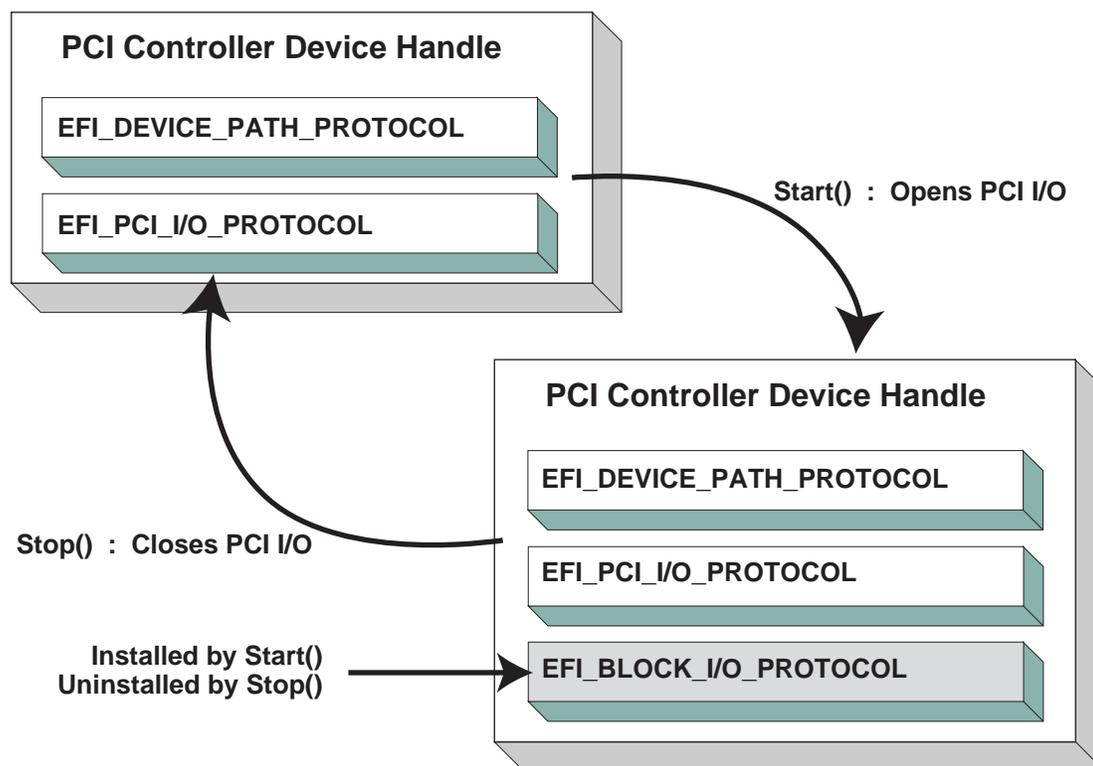 PCI Controller Device Handle
EFI_DEVICE_PATH_PROTOCOL
EFI_PCI_I/O_PROTOCOL
Start() : Opens PCI I/O
PCI Controller Device Handle
EFI_DEVICE_PATH_PROTOCOL
Stop() : Closes PCI I/O
EFI_PCI_I/O_PROTOCOL
Installed by Start()
Uninstalled by Stop()
EFI_BLOCK_I/O_PROTOCOL